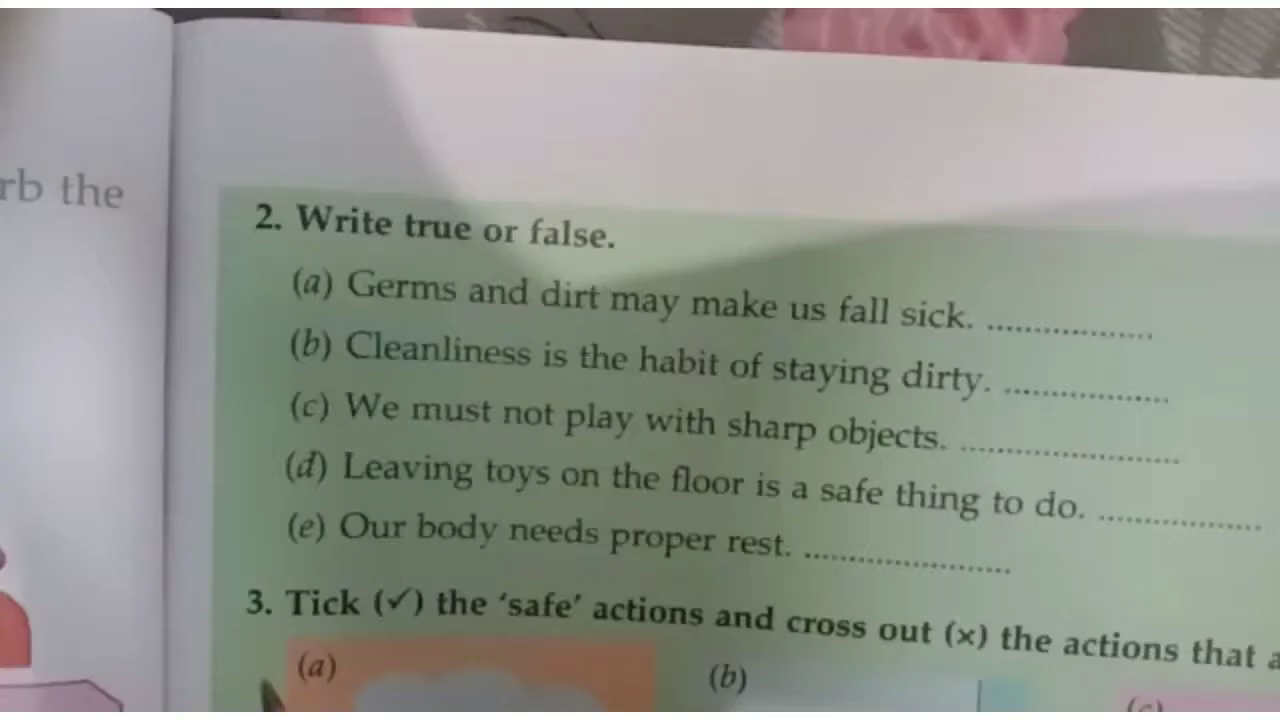 rb the
2. Write true or false.
(a) Germs and dirt may make us fall sick. ..................
(b) Cleanliness is the habit of staying dirty. ..................
(c) We must not play with sharp objects. ........................
(d) Leaving toys on the floor is a safe thing to do. ..................
(e) Our body needs proper rest. .......................
3. Tick (✓) the ‘safe’ actions and cross out (×) the actions that a
(a)
(b)
(c)